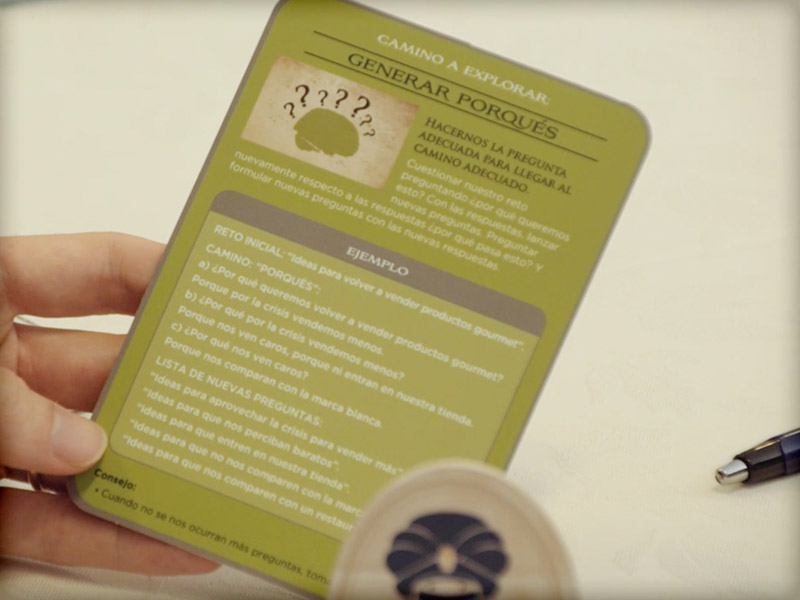 CAMINO A EXPLORAR:
GENERAR PORQUÉS
? ? ? ? ? ? ? ?
HACERNOS LA PREGUNTA
ADECUADA PARA LLEGAR AL
CAMINO ADECUADO
Cuestionar nuestro reto
preguntando ¿por qué queremos
esto? Con las respuestas, lanzar
nuevas preguntas. Preguntar
nuevamente respecto a las respuestas ¿por qué pasa esto? Y
formular nuevas preguntas con las nuevas respuestas.
EJEMPLO
RETO INICIAL: "Ideas para volver a vender productos gourmet".
CAMINO: "PORQUÉS":
a) ¿Por qué queremos volver a vender productos gourmet?
Porque por la crisis vendemos menos.
b) ¿Por qué por la crisis vendemos menos?
Porque nos ven caros, porque ni entran en nuestra tienda.
c) ¿Por qué nos ven caros?
Porque nos comparan con la marca blanca.
LISTA DE NUEVAS PREGUNTAS:
"Ideas para aprovechar la crisis para vender más"
"Ideas para que nos perciban baratos".
"Ideas para que entren en nuestra tienda".
"Ideas para que no nos comparen con la marc
"Ideas para que nos comparen con un restau
Consejo:
• Cuando no se nos ocurran más preguntas, tom